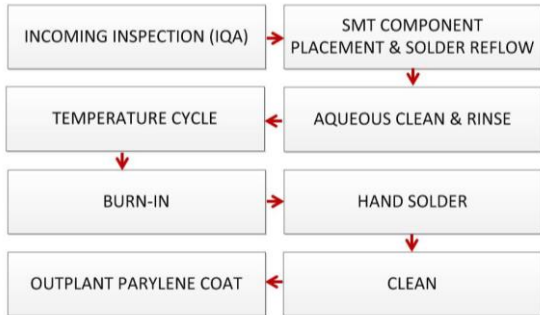 INCOMING INSPECTION (IQA)
SMT COMPONENT
PLACEMENT & SOLDER REFLOW
AQUEOUS CLEAN & RINSE
TEMPERATURE CYCLE
BURN-IN
HAND SOLDER
CLEAN
OUTPLANT PARYLENE COAT